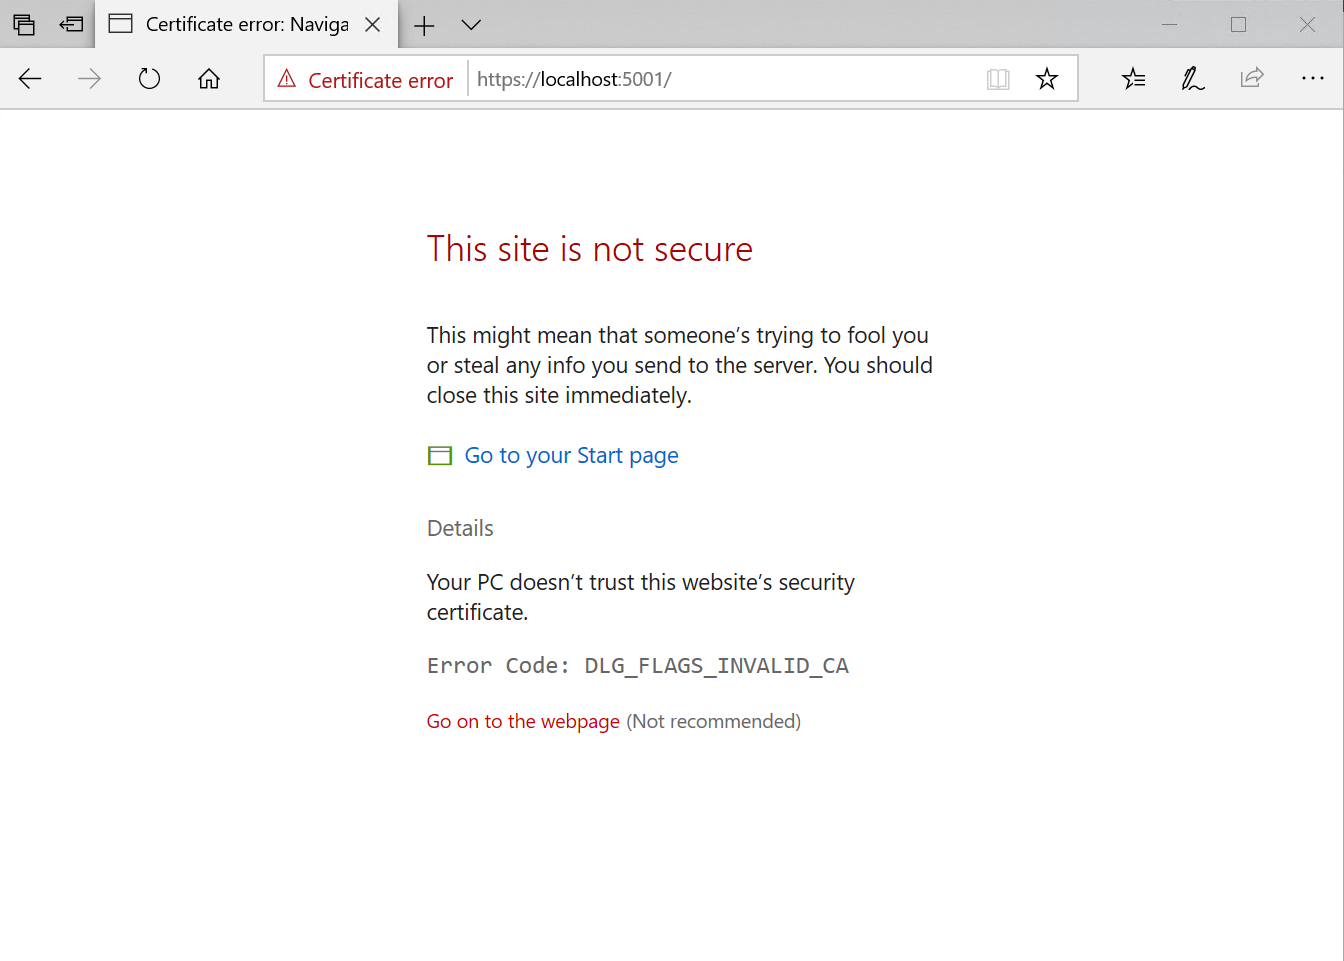 Certificate error: Naviga
Certificate error https://localhost:5001/
This site is not secure
This might mean that someone’s trying to fool you
or steal any info you send to the server. You should
close this site immediately.
Go to your Start page
Details
Your PC doesn’t trust this website’s security
certificate.
Error Code: DLG_FLAGS_INVALID_CA
Go on to the webpage (Not recommended)